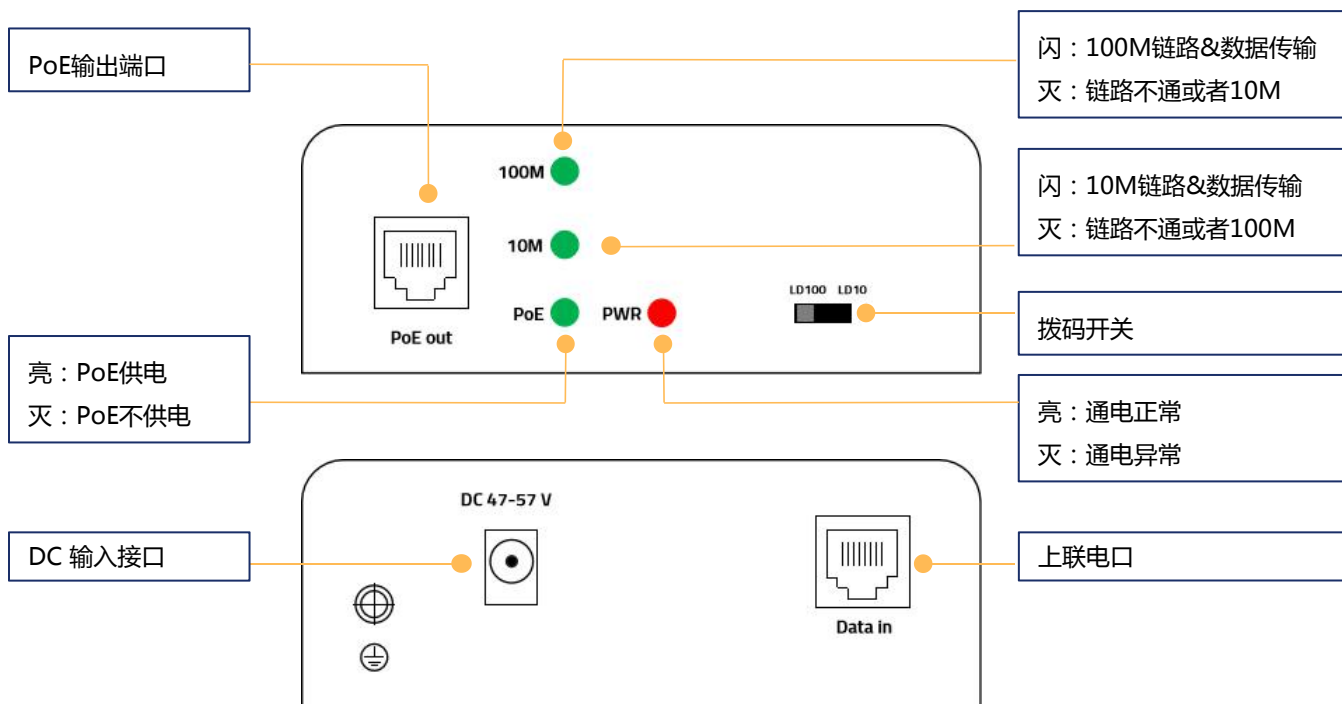 PoE输出端口
闪：100M链路&数据传输
灭：链路不通或者10M
100M
闪：10M链路&数据传输
灭：链路不通或者100M
10M
LD100 LD10
PoE
PWR
PoE out
拨码开关
亮：PoE供电
灭：PoE不供电
亮：通电正常
灭：通电异常
DC 47-57 V
DC 输入接口
上联电口
Data in